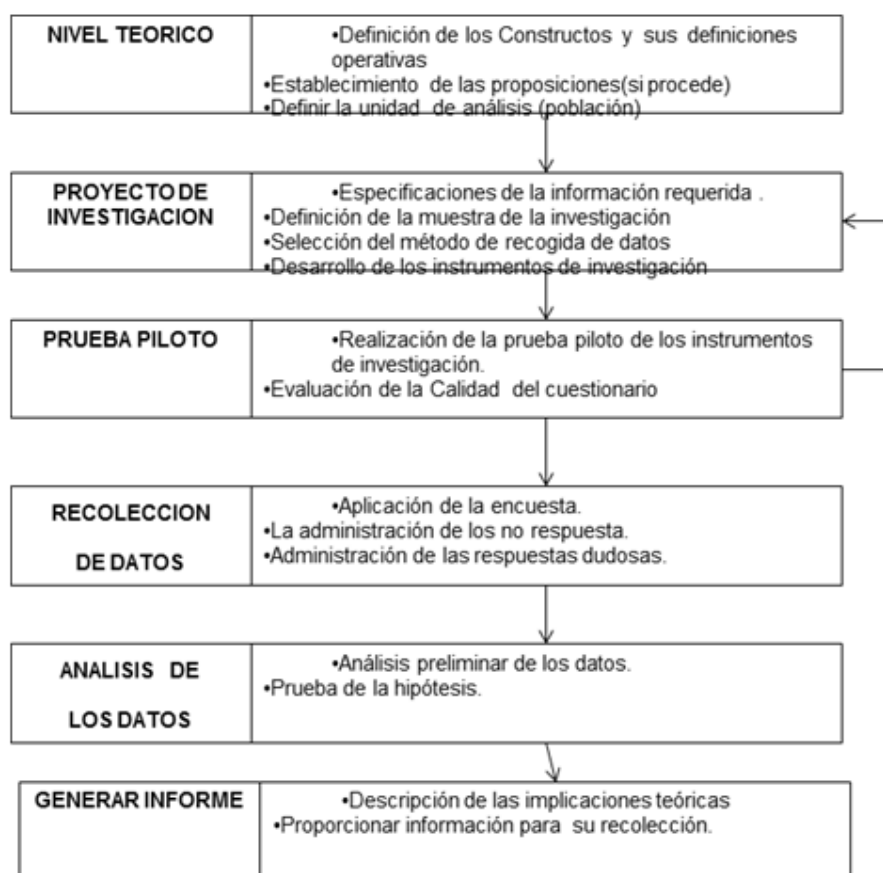 NIVEL TEORICO
•Definición de los Constructos y sus definiciones
operativas
•Establecimiento de las proposiciones(si procede)
•Definir la unidad de análisis (población)
PROYECTO DE
INVESTIGACION
•Especificaciones de la información requerida .
•Definición de la muestra de la investigación
•Selección del método de recogida de datos
•Desarrollo de los instrumentos de investigación
PRUEBA PILOTO
•Realización de la prueba piloto de los instrumentos
de investigación.
•Evaluación de la Calidad del cuestionario
RECOLECCION
DE DATOS
•Aplicación de la encuesta.
•La administración de los no respuesta.
•Administración de las respuestas dudosas.
ANALISIS DE
LOS DATOS
•Análisis preliminar de los datos.
•Prueba de la hipótesis.
GENERAR INFORME
•Descripción de las implicaciones teóricas
•Proporcionar información para su recolección.